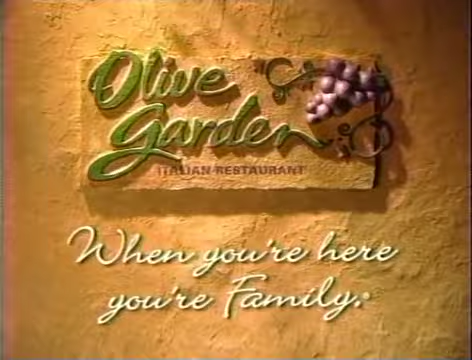 Olive
Garden
ITALIAN RESTAURANT
When you're here
you're Family.®